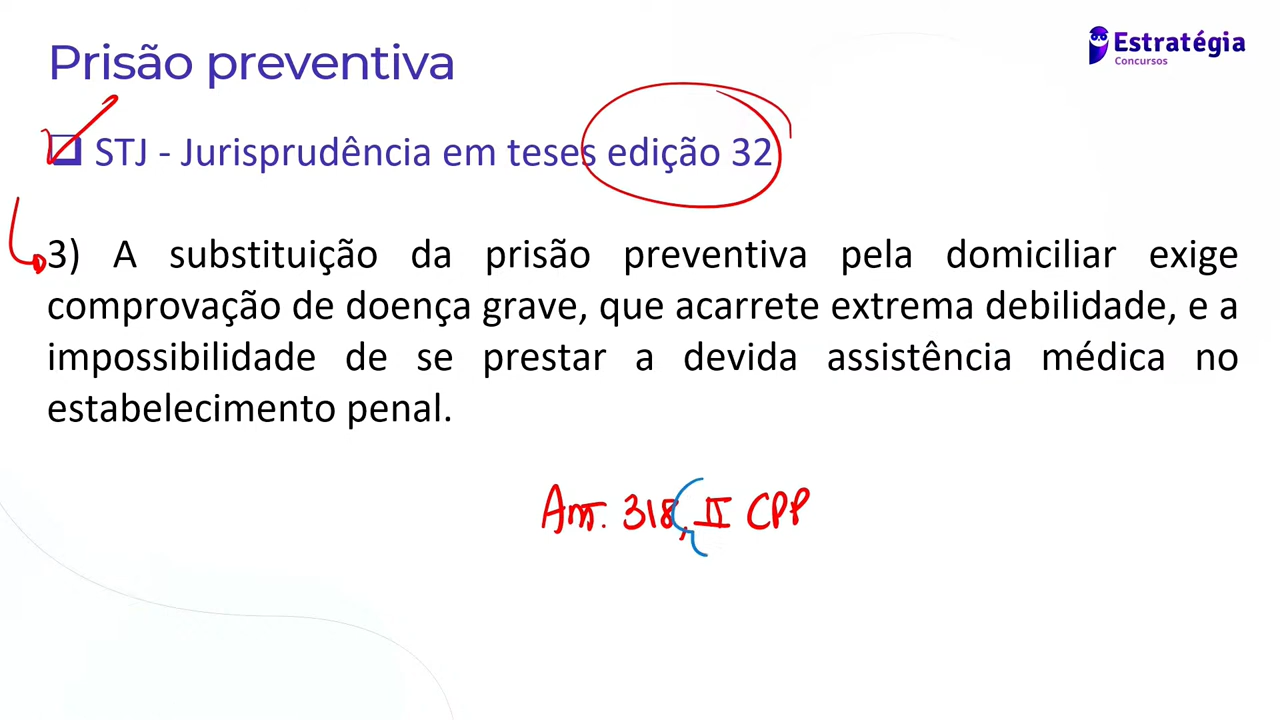 Prisão preventiva
Estratégia
Concursos
STJ - Jurisprudência em teses edição 32
3) A substituição da prisão preventiva pela domiciliar exige
comprovação de doença grave, que acarrete extrema debilidade, e a
impossibilidade de se prestar a devida assistência médica no
estabelecimento penal.
Art. 318, II CPP